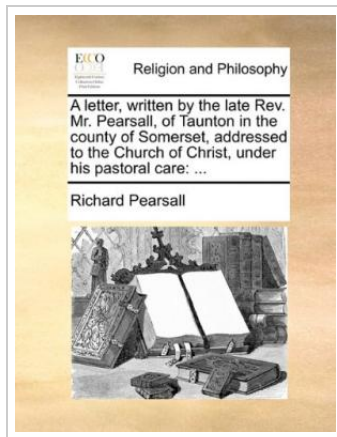 ECCO
Religion and Philosophy
A letter, written by the late Rev.
Mr. Pearsall, of Taunton in the
county of Somerset, addressed
to the Church of Christ, under
his pastoral care: ...
Richard Pearsall